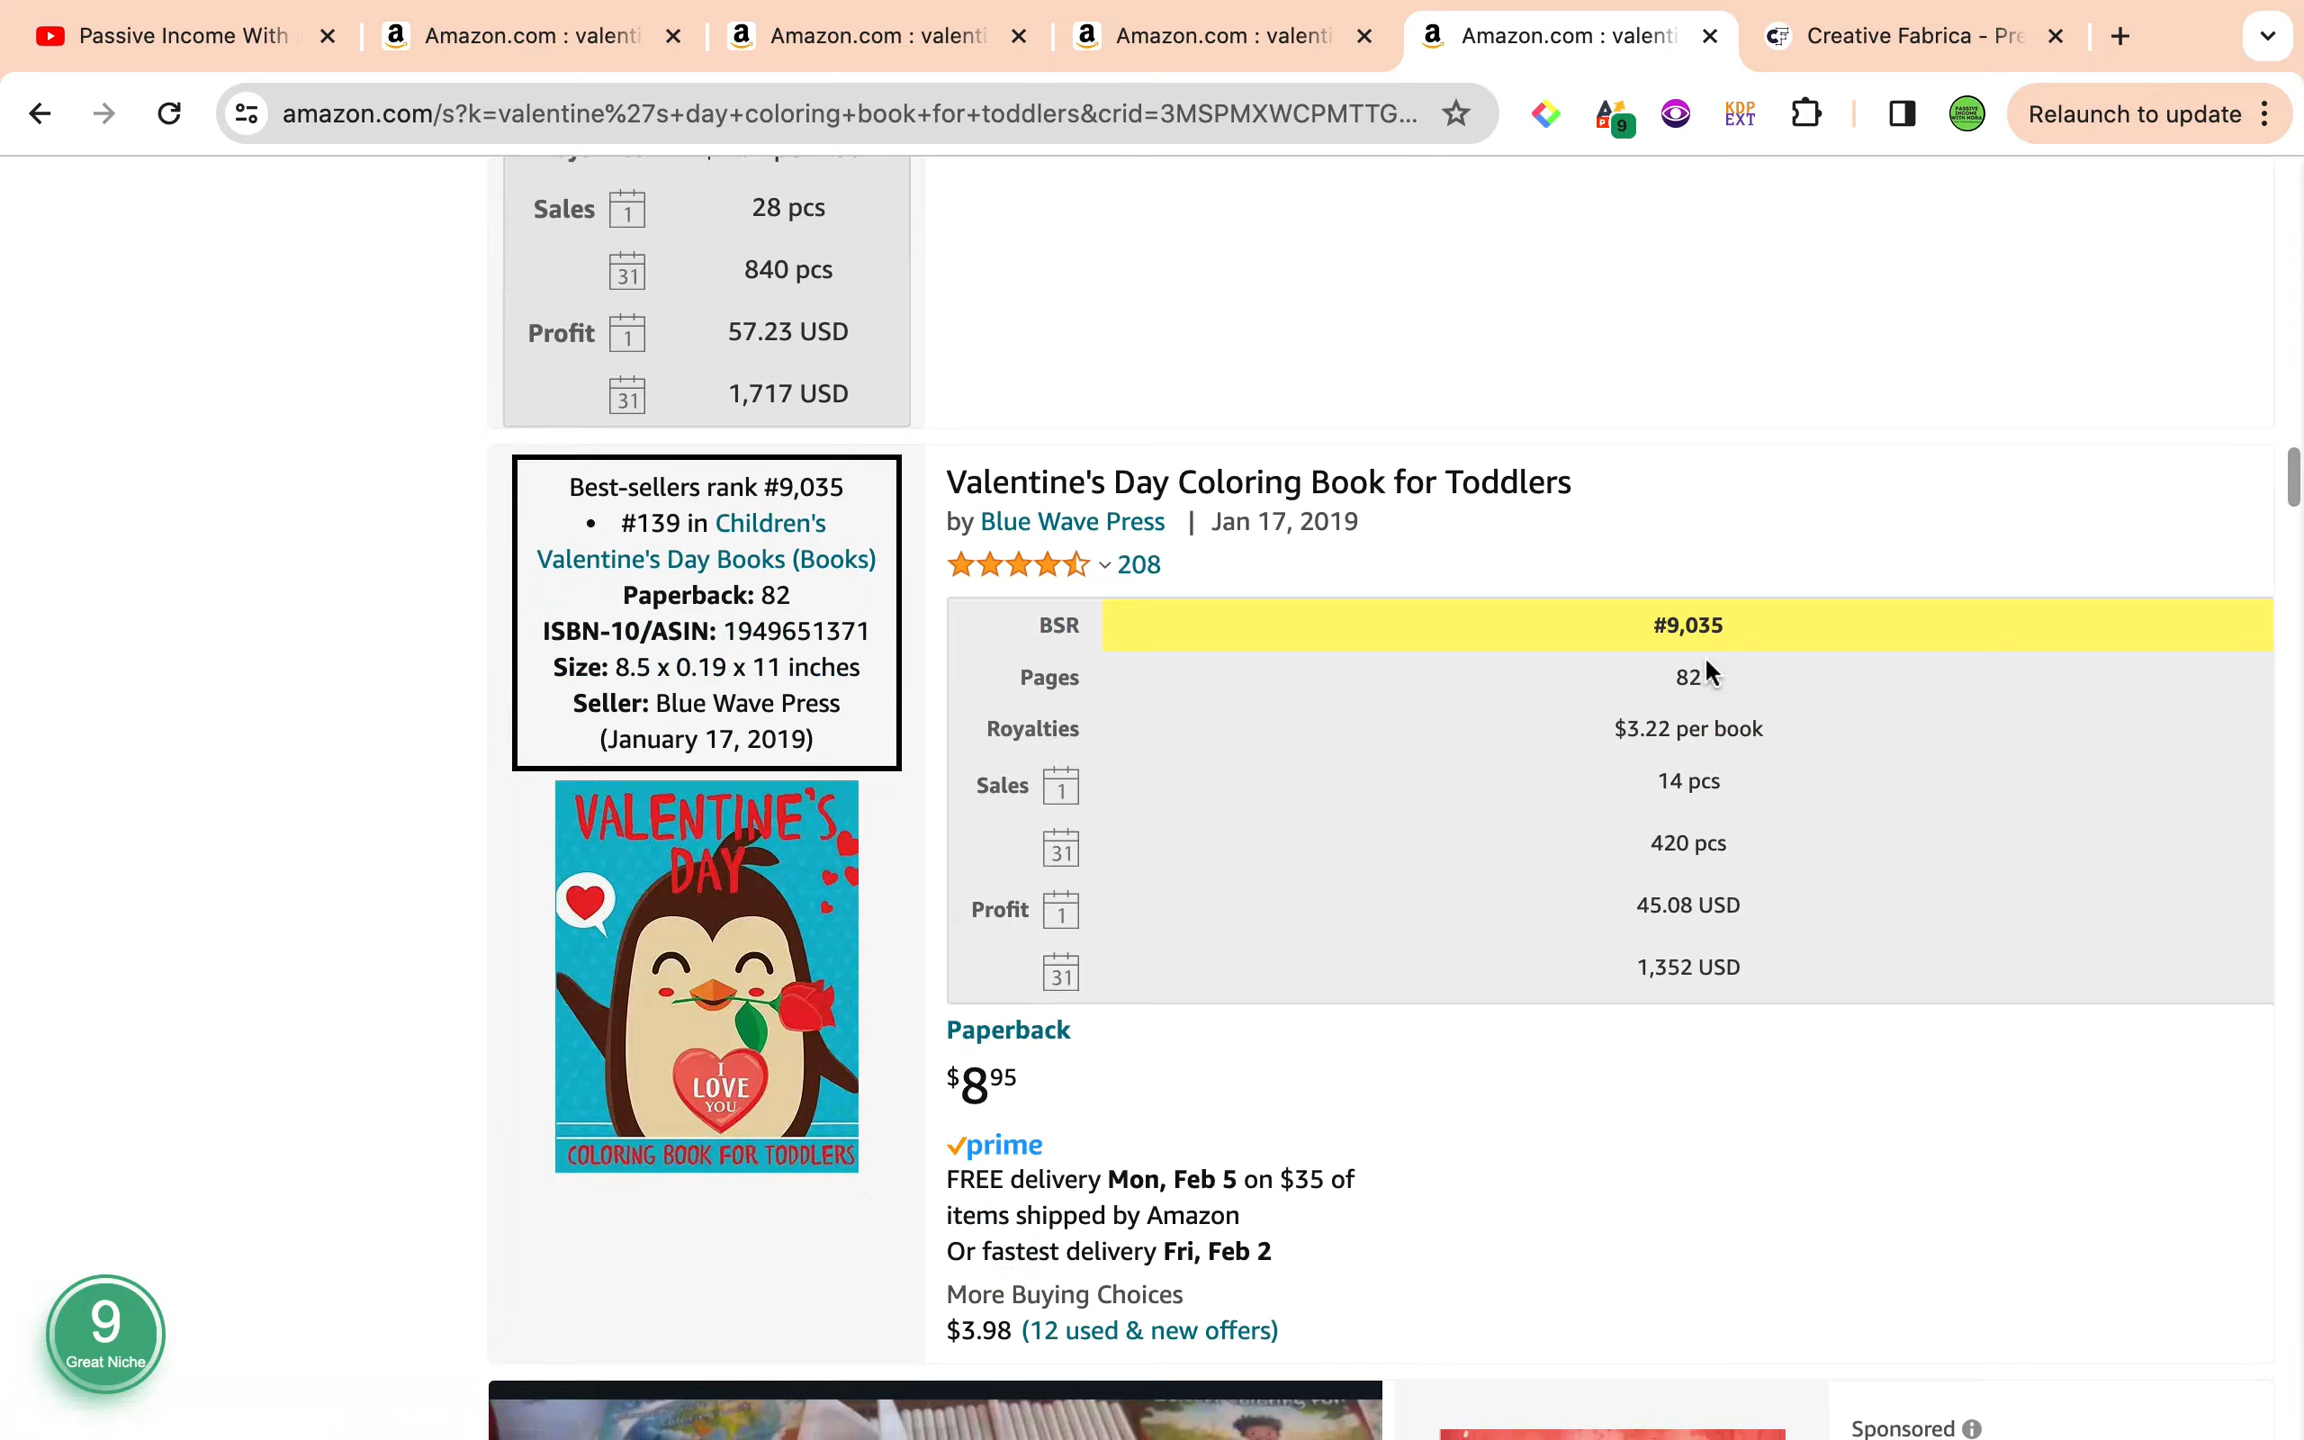 Passive Income With
Amazon.com : valenti
Amazon.com : valenti
Amazon.com : valenti
Amazon.com : valenti
Creative Fabrica - Pre
amazon.com/s?k=valentine%27s+day+coloring+book+for+toddlers&crid=3MSPMXWCPMTTG...
9
KDP
EXT
Relaunch to update
Sales 1 28 pcs
31 840 pcs
Profit 1 57.23 USD
31 1,717 USD
Best-sellers rank #9,035
• #139 in Children's
Valentine's Day Books (Books)
Paperback: 82
ISBN-10/ASIN: 1949651371
Size: 8.5 x 0.19 x 11 inches
Seller: Blue Wave Press
(January 17, 2019)
VALENTINE'S
DAY
I
LOVE
YOU
COLORING BOOK FOR TODDLERS
Valentine's Day Coloring Book for Toddlers
by Blue Wave Press | Jan 17, 2019
208
BSR #9,035
Pages 82
Royalties $3.22 per book
Sales 1 14 pcs
31 420 pcs
Profit 1 45.08 USD
31 1,352 USD
Paperback
$8.95
prime
FREE delivery Mon, Feb 5 on $35 of
items shipped by Amazon
Or fastest delivery Fri, Feb 2
More Buying Choices
$3.98 (12 used & new offers)
9
Great Niche
Sponsored